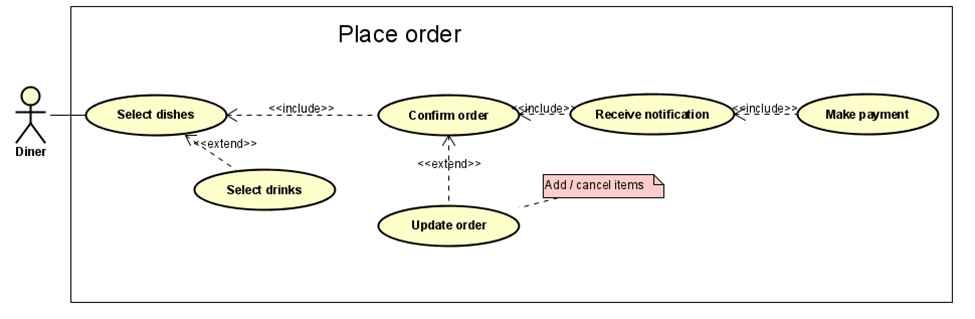 Place order
Diner
Select dishes
<<include>>
Confirm order
<<include>>
Receive notification
<<include>>
Make payment
<<extend>>
Select drinks
<<extend>>
Add / cancel items
Update order